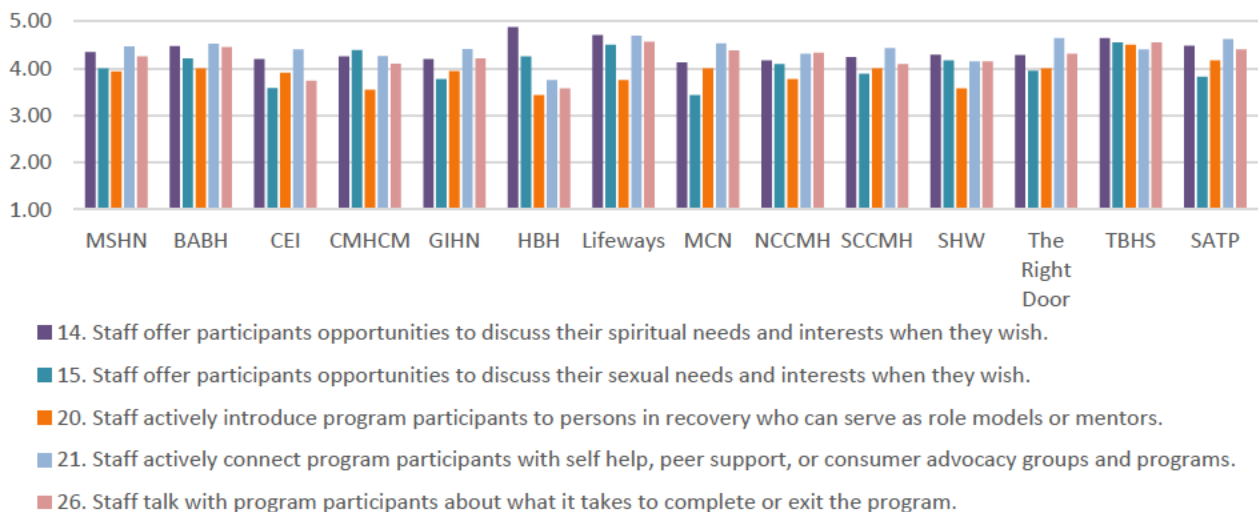 5.00
4.00
3.00
2.00
1.00
MSHN BABH CEI CMHCM GIHN HBH Lifeways MCN NCCMH SCCMH SHW The Right Door TBHS SATP
14. Staff offer participants opportunities to discuss their spiritual needs and interests when they wish.
15. Staff offer participants opportunities to discuss their sexual needs and interests when they wish.
20. Staff actively introduce program participants to persons in recovery who can serve as role models or mentors.
21. Staff actively connect program participants with self help, peer support, or consumer advocacy groups and programs.
26. Staff talk with program participants about what it takes to complete or exit the program.